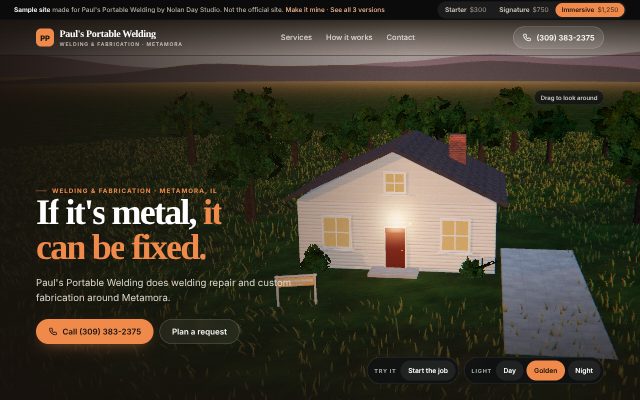 Sample site made for Paul's Portable Welding by Nolan Day Studio. Not the official site. Make it mine · See all 3 versions
Starter $300 Signature $750 Immersive $1,250
PP Paul's Portable Welding
WELDING & FABRICATION · METAMORA
Services How it works Contact
(309) 383-2375
Drag to look around
WELDING & FABRICATION · METAMORA, IL
If it's metal, it
can be fixed.
Paul's Portable Welding does welding repair and custom
fabrication around Metamora.
Call (309) 383-2375 Plan a request
TRY IT Start the job LIGHT Day Golden Night